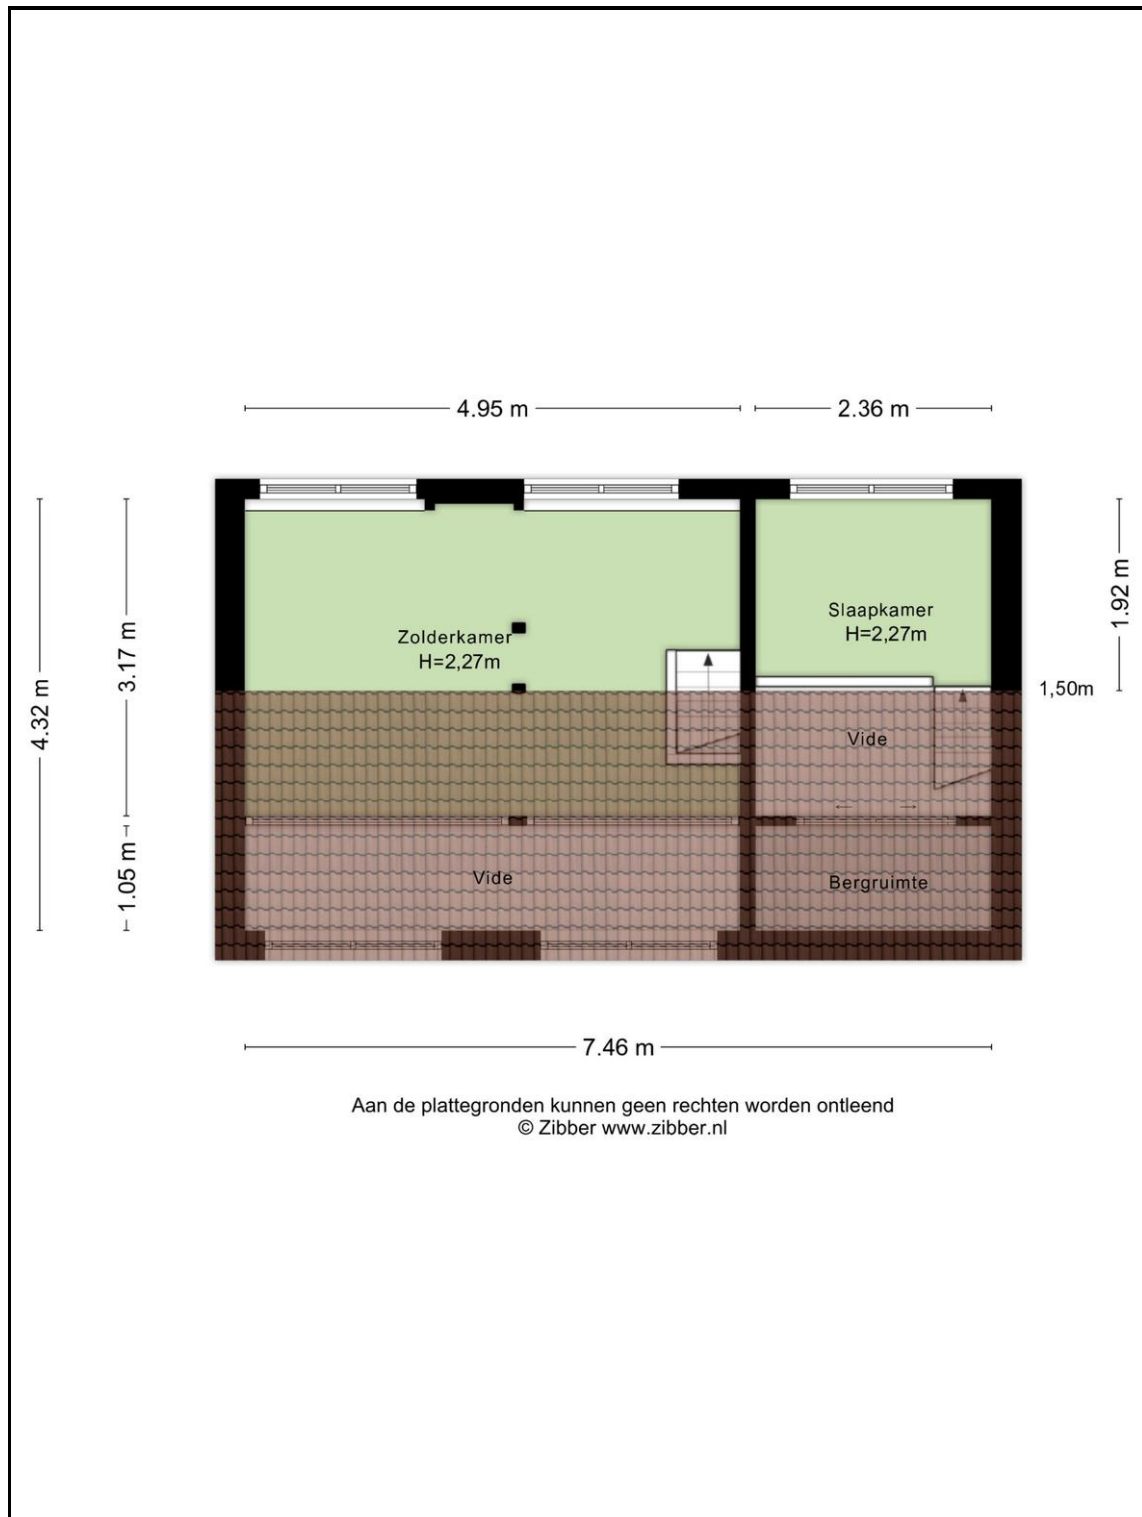 4.95 m
2.36 m
4.32 m
3.17 m
1.05 m
1.92 m
Zolderkamer
H=2,27m
Slaapkamer
H=2,27m
1,50m
Vide
Vide
Bergruimte
7.46 m
Aan de plattegronden kunnen geen rechten worden ontleend
© Zibber www.zibber.nl